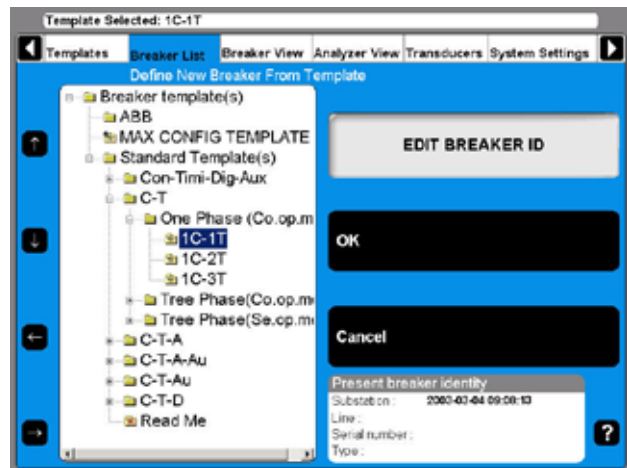 Template Selected: 1C-1T
Templates Breaker List Breaker View Analyzer View Transducers System Settings
Define New Breaker From Template
Breaker template(s)
ABB
MAX CONFIG TEMPLATE
Standard Template(s)
Con-Timi-Dig-Aux
C-T
One Phase (Co.op.m
1C-1T
1C-2T
1C-3T
Tree Phase(Co.op.m
Tree Phase(Se.op.m
C-T-A
C-T-A-Au
C-T-Au
C-T-D
Read Me
EDIT BREAKER ID
OK
Cancel
Present breaker identity
Substation : 2003-03-04 09:08:13
Line :
Serial number :
Type :
?